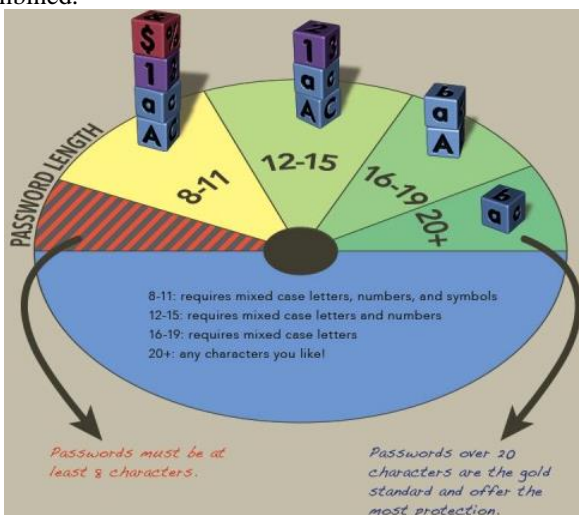 mbined.
$ %
1
a a
A C
2
1
a
A C
b
a
A
b
a
PASSWORD LENGTH
8-11
12-15
16-19
20+
8-11: requires mixed case letters, numbers, and symbols
12-15: requires mixed case letters and numbers
16-19: requires mixed case letters
20+: any characters you like!
Passwords must be at
least 8 characters.
Passwords over 20
characters are the gold
standard and offer the
most protection.